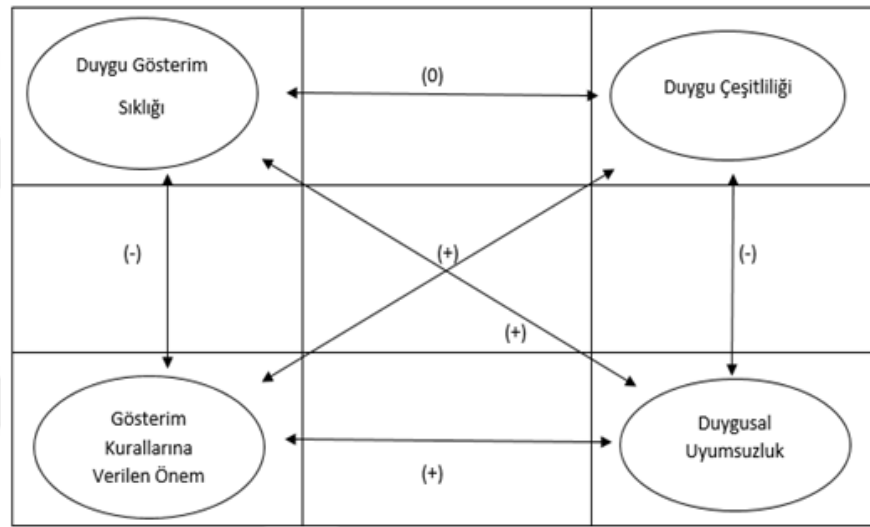 Duygu Gösterim
Sıklığı
(0)
Duygu Çeşitliliği
(-)
(+)
(-)
(+)
Gösterim
Kurallarına
Verilen Önem
(+)
Duygusal
Uyumsuzluk